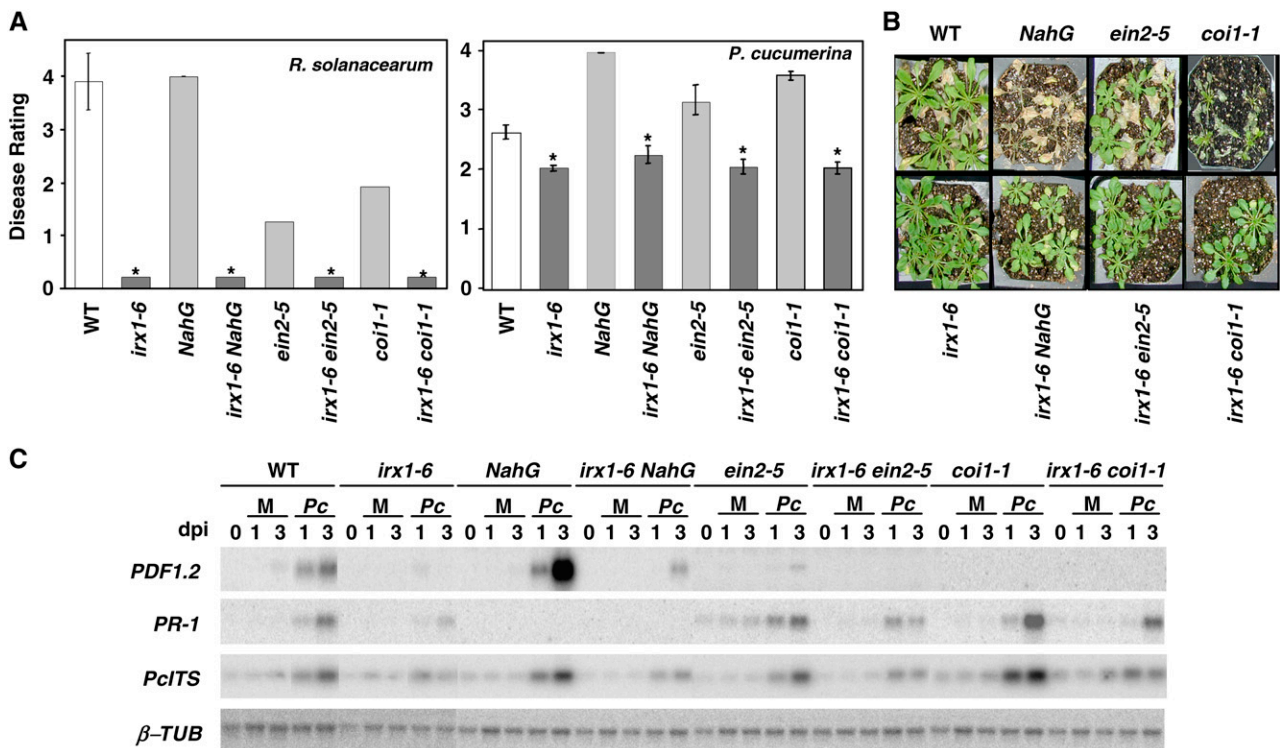 A
R. solanacearum
P. cucumerina
Disease Rating
4
3
2
1
0
4
3
2
1
0
* * * *
* * * *
WT
irx1-6
NahG
irx1-6 NahG
ein2-5
irx1-6 ein2-5
coi1-1
irx1-6 coi1-1
WT
irx1-6
NahG
irx1-6 NahG
ein2-5
irx1-6 ein2-5
coi1-1
irx1-6 coi1-1
B
WT NahG ein2-5 coi1-1
irx1-6
irx1-6 NahG
irx1-6 ein2-5
irx1-6 coi1-1
C
WT irx1-6 NahG irx1-6 NahG ein2-5 irx1-6 ein2-5 coi1-1 irx1-6 coi1-1
M Pc M Pc M Pc M Pc M Pc M Pc M Pc M Pc
dpi 0 1 3 1 3 0 1 3 1 3 0 1 3 1 3 0 1 3 1 3 0 1 3 1 3 0 1 3 1 3 0 1 3 1 3 0 1 3 1 3
PDF1.2
PR-1
PcITS
β–TUB